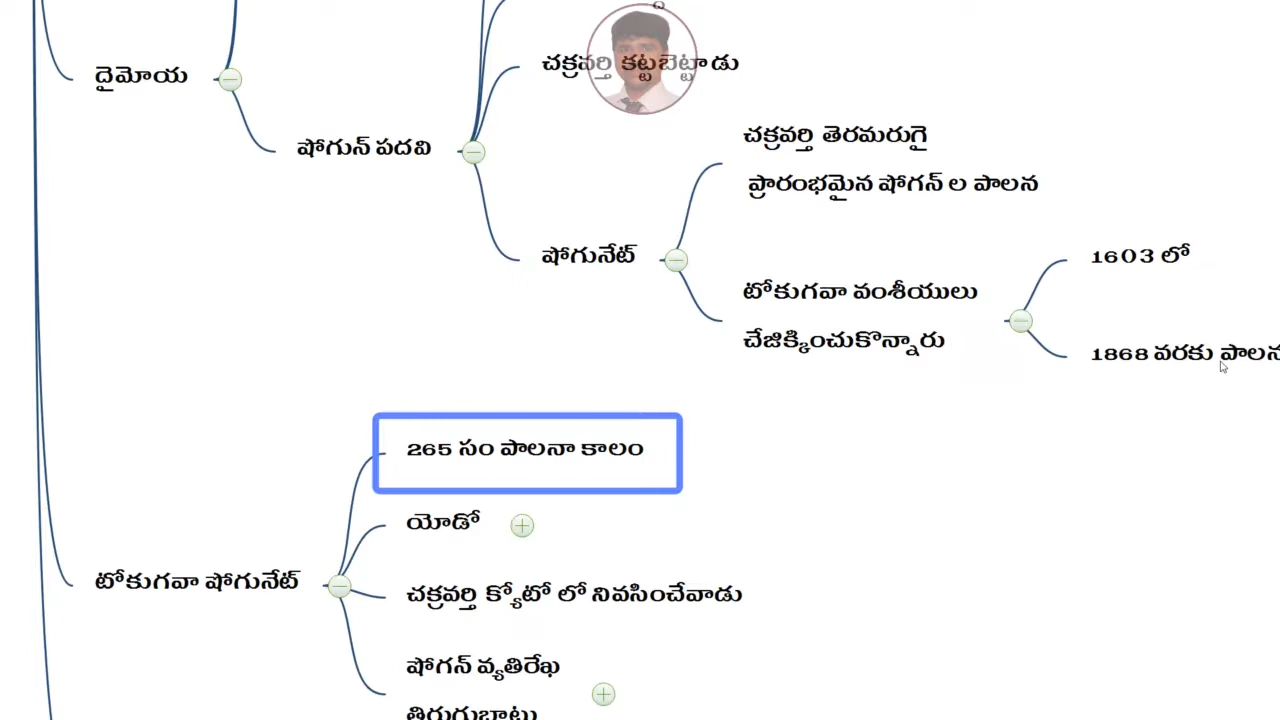 చక్రవర్తి కట్టబెట్టాడు
దైమోయ
షోగున్ పదవి
చక్రవర్తి తెరమరుగై
ప్రారంభమైన షోగన్ ల పాలన
షోగునేట్
1603 లో
టోకుగవా వంశీయులు
చేజిక్కించుకొన్నారు
1868 వరకు పాలన
265 సం పాలనా కాలం
యోడో
టోకుగవా షోగునేట్
చక్రవర్తి క్యోటో లో నివసించేవాడు
షోగన్ వ్యతిరేఖ
తిరుగుబాటు